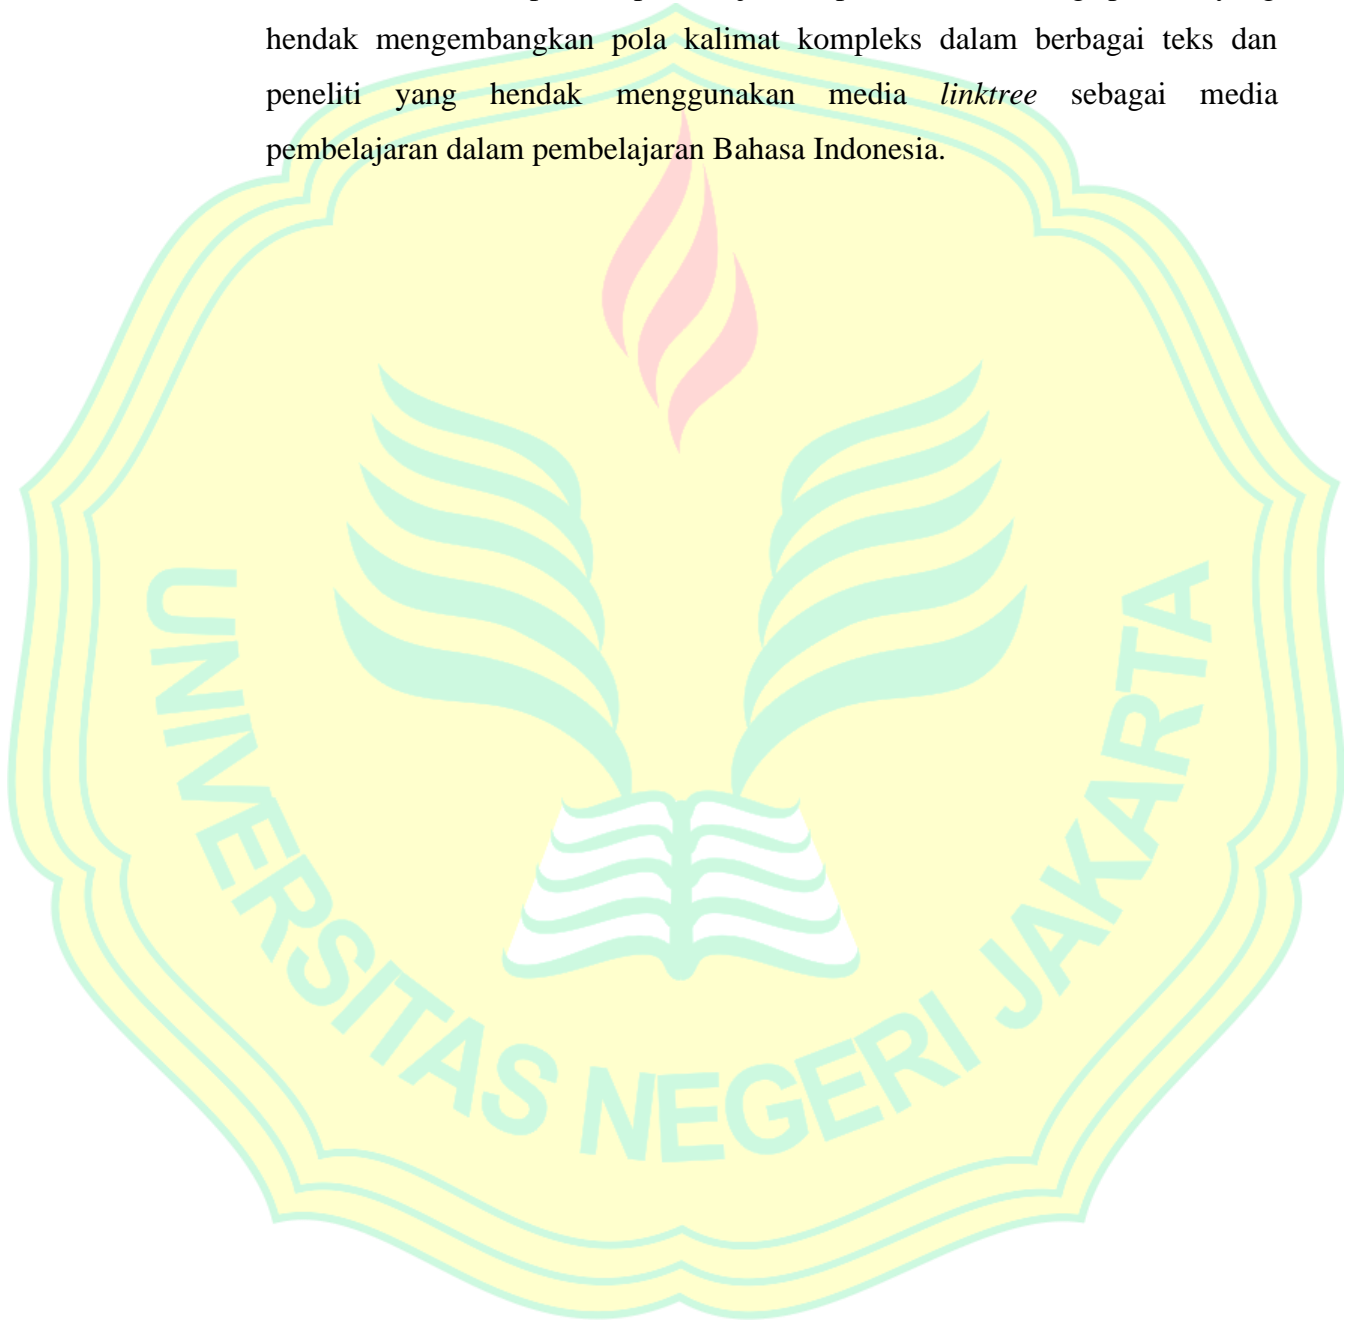 hendak mengembangkan pola kalimat kompleks dalam berbagai teks dan
peneliti yang hendak menggunakan media linktree sebagai media
pembelajaran dalam pembelajaran Bahasa Indonesia.
UNIVERSITAS NEGERI JAKARTA